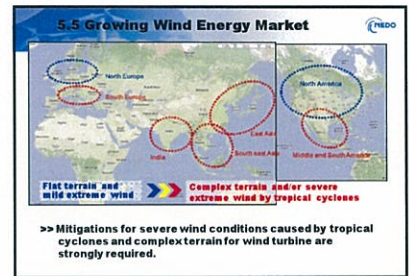 5.5 Growing Wind Energy Market
NEDO
North Europe
South Europe
North America
East Asia
India
South east Asia
Middle and South America
Flat terrain and
mild extreme wind
Complex terrain and/or severe
extreme wind by tropical cyclones
>> Mitigations for severe wind conditions caused by tropical
cyclones and complex terrain for wind turbine are
strongly required.